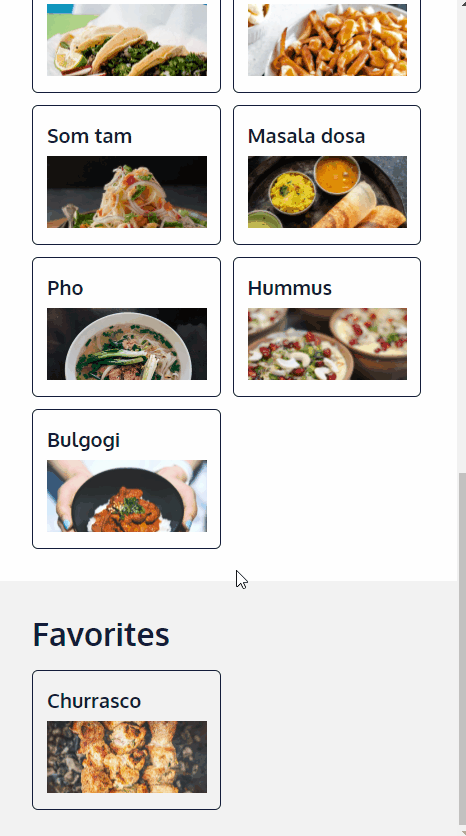 Som tam
Masala dosa
Pho
Hummus
Bulgogi
Favorites
Churrasco